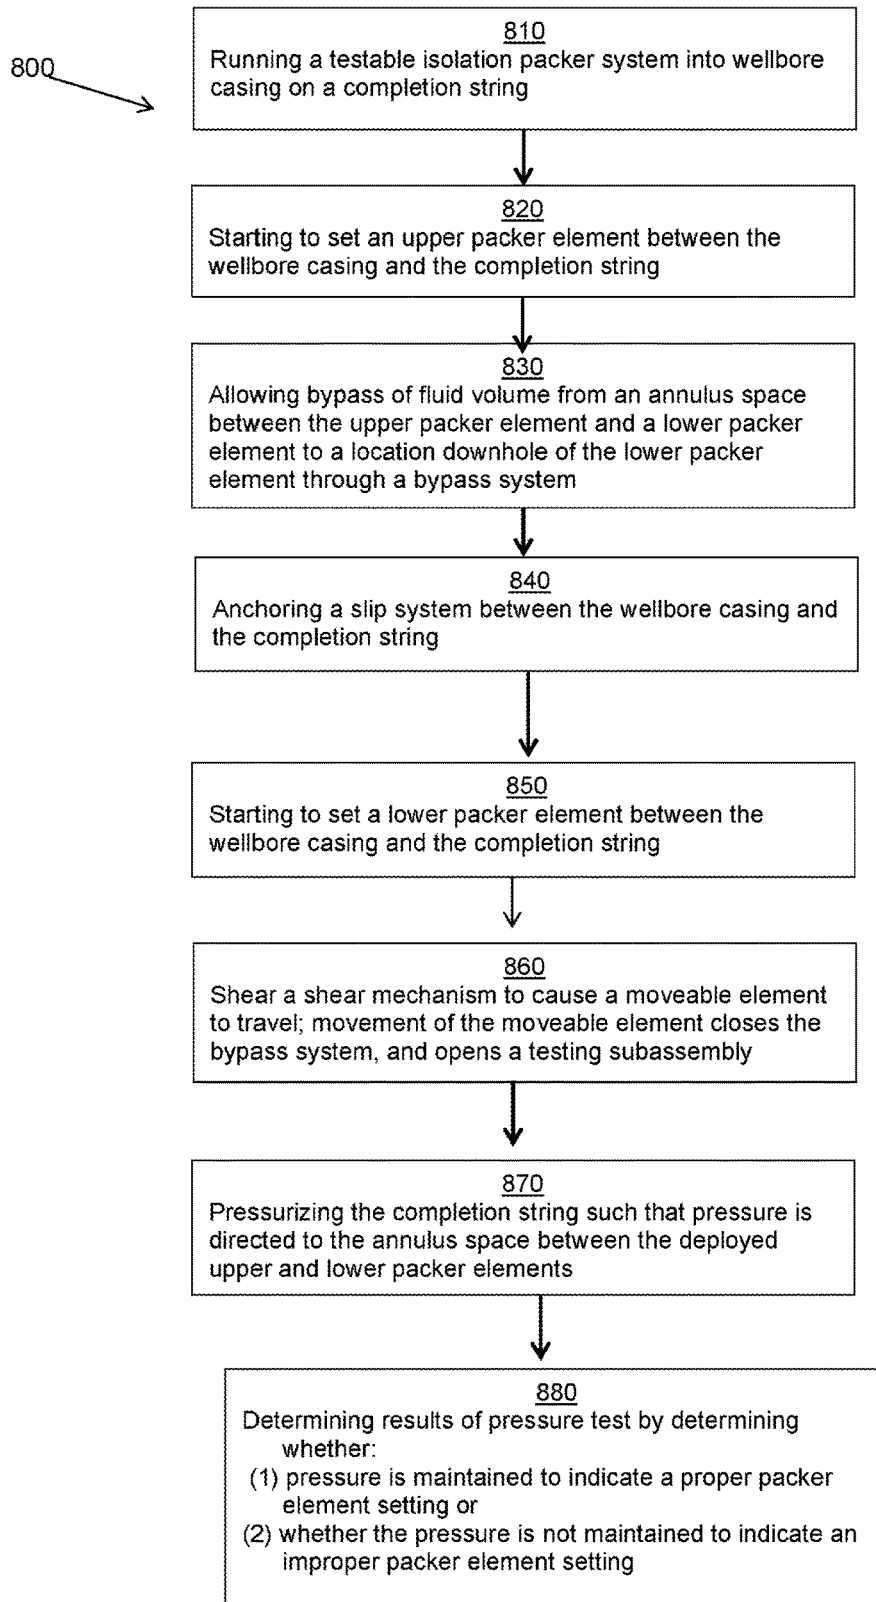 800
810
Running a testable isolation packer system into wellbore
casing on a completion string
820
Starting to set an upper packer element between the
wellbore casing and the completion string
830
Allowing bypass of fluid volume from an annulus space
between the upper packer element and a lower packer
element to a location downhole of the lower packer
element through a bypass system
840
Anchoring a slip system between the wellbore casing and
the completion string
850
Starting to set a lower packer element between the
wellbore casing and the completion string
860
Shear a shear mechanism to cause a moveable element
to travel; movement of the moveable element closes the
bypass system, and opens a testing subassembly
870
Pressurizing the completion string such that pressure is
directed to the annulus space between the deployed
upper and lower packer elements
880
Determining results of pressure test by determining
whether:
(1) pressure is maintained to indicate a proper packer
element setting or
(2) whether the pressure is not maintained to indicate an
improper packer element setting